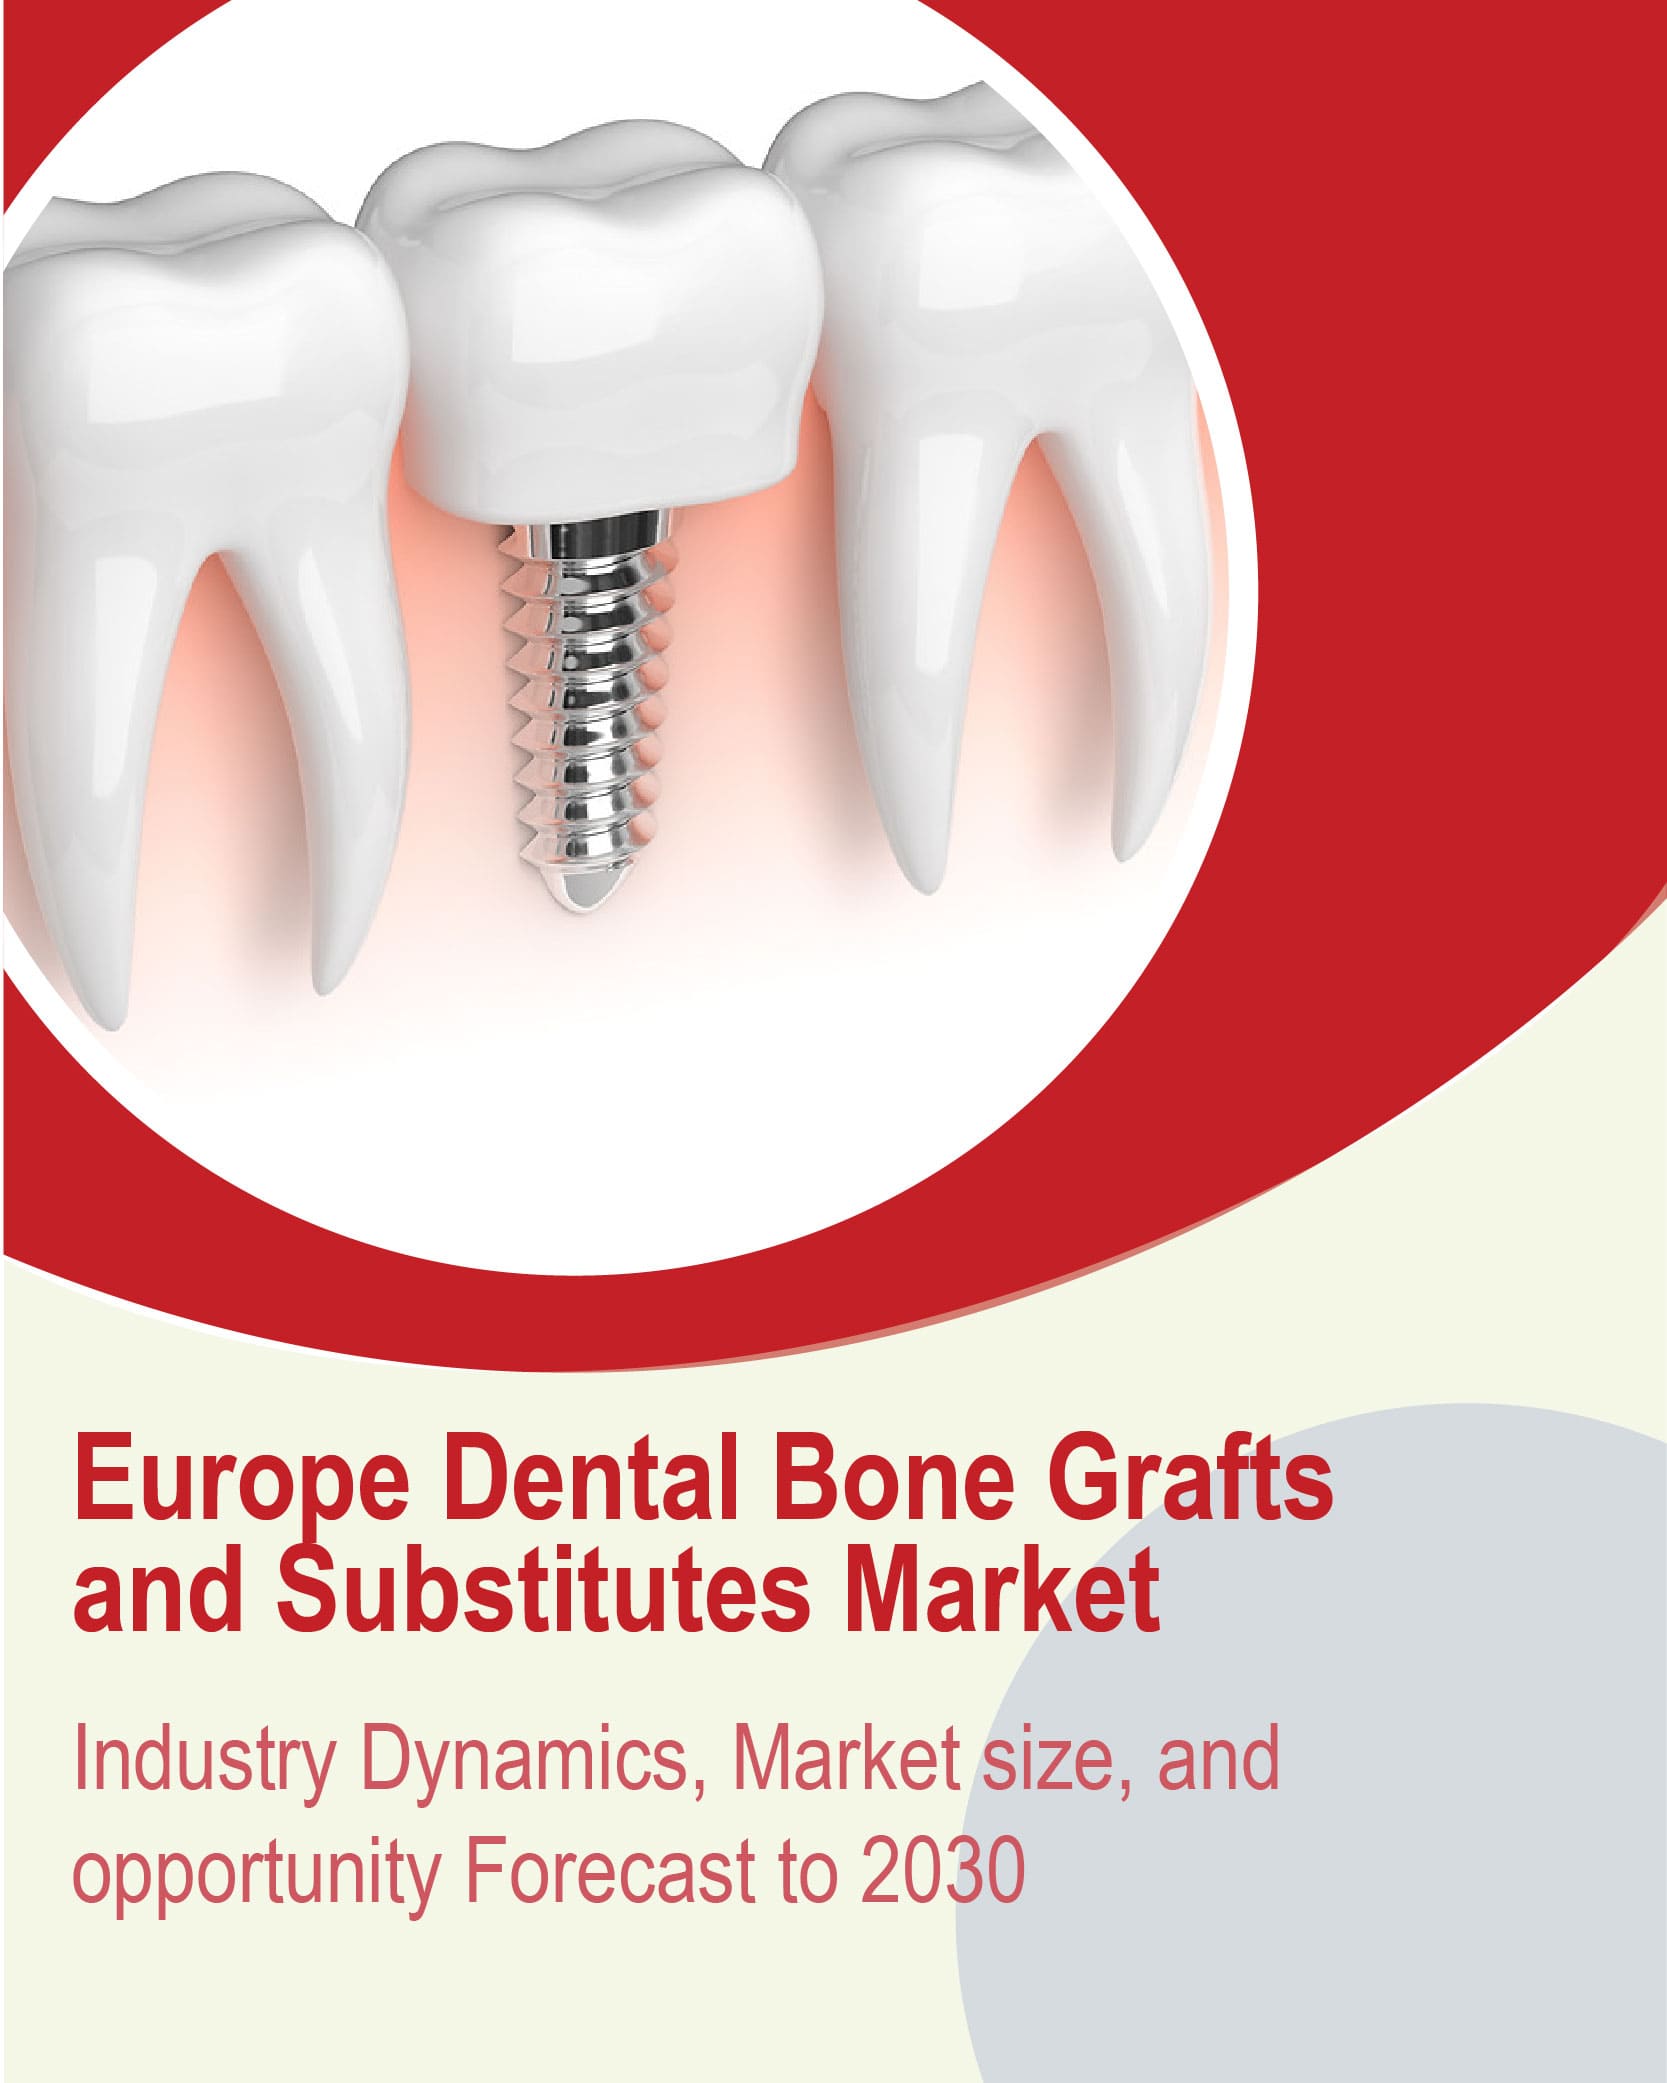 Europe Dental Bone Grafts
and Substitutes Market
Industry Dynamics, Market size, and
opportunity Forecast to 2030